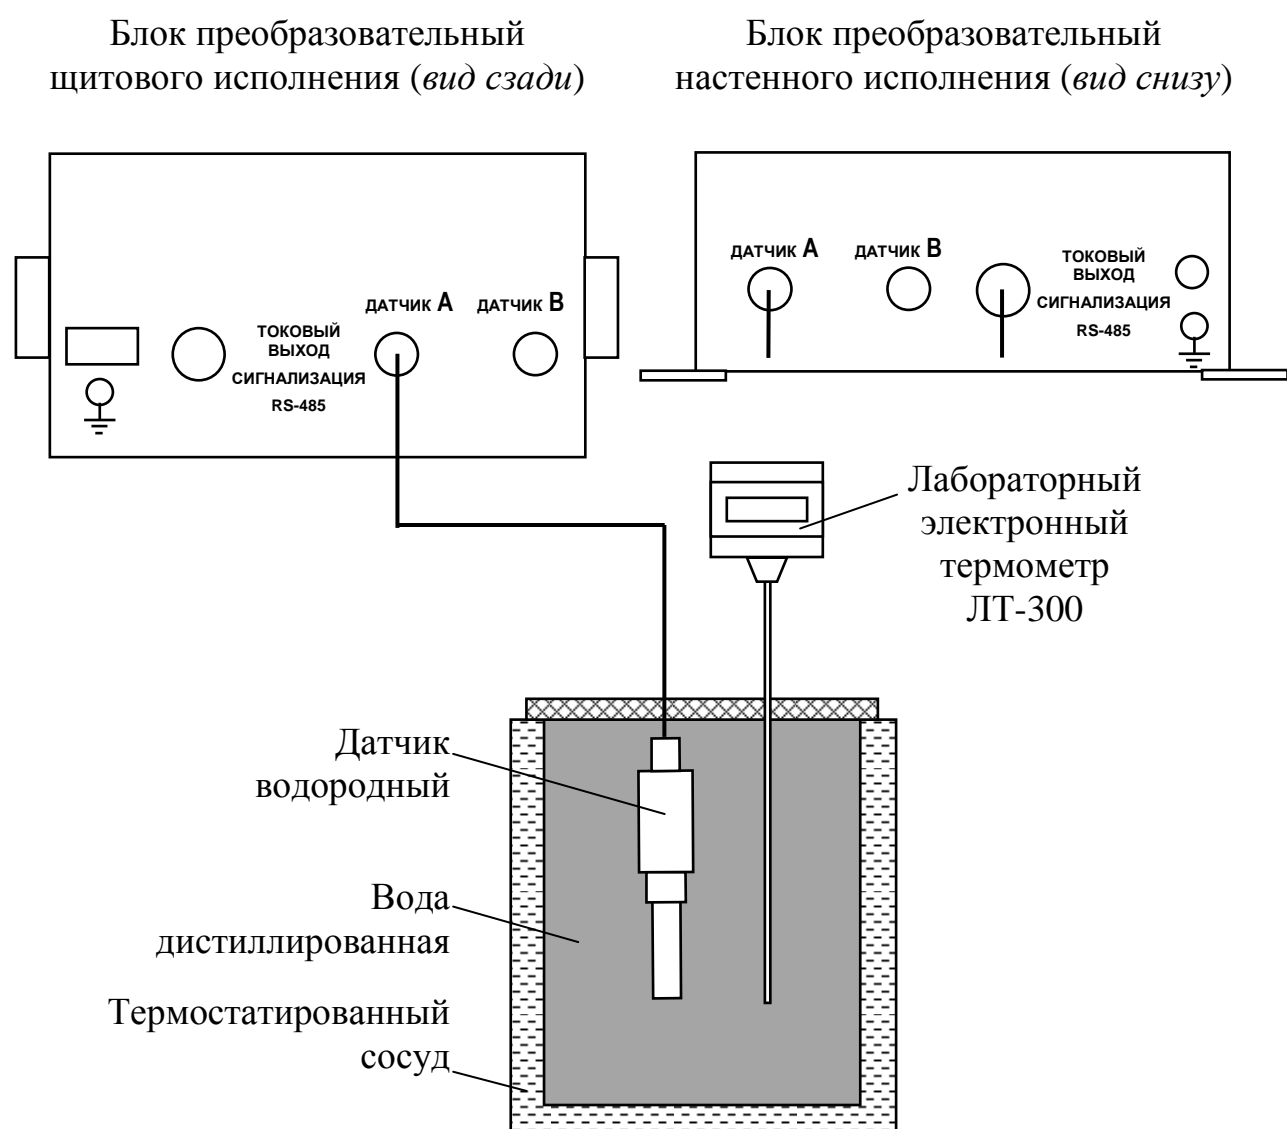 Блок преобразовательный
щитового исполнения (вид сзади)
Блок преобразовательный
настенного исполнения (вид снизу)
ДАТЧИК А
ДАТЧИК В
ТОКОВЫЙ
ВЫХОД
СИГНАЛИЗАЦИЯ
RS-485
ДАТЧИК А
ДАТЧИК В
ТОКОВЫЙ
ВЫХОД
СИГНАЛИЗАЦИЯ
RS-485
Лабораторный
электронный
термометр
ЛТ-300
Датчик
водородный
Вода
дистиллированная
Термостатированный
сосуд